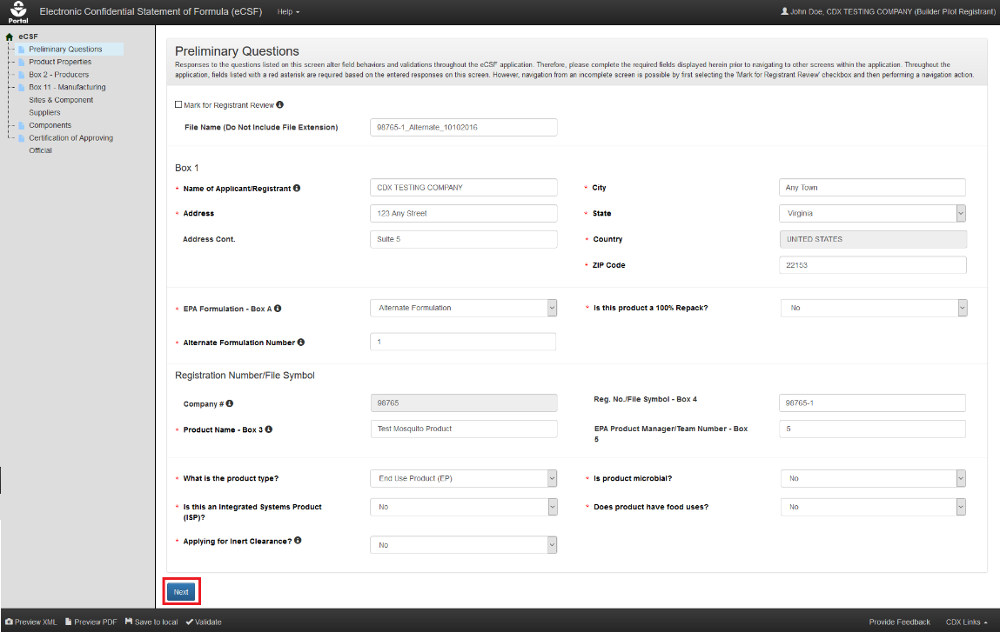 Portal
Electronic Confidential Statement of Formula (eCSF)
Help
John Doe, CDX TESTING COMPANY (Builder Pilot Registrant)
eCSF
Preliminary Questions
Product Properties
Box 2 - Producers
Box 11 - Manufacturing
Sites & Component
Suppliers
Components
Certification of Approving
Official
Preliminary Questions
Responses to the questions listed on this screen alter field behaviors and validations throughout the eCSF application. Therefore, please complete the required fields displayed herein prior to navigating to other screens within the application. Throughout the
application, fields listed with a red asterisk are required based on the entered responses on this screen. However, navigation from an incomplete screen is possible by first selecting the 'Mark for Registrant Review' checkbox and then performing a navigation action.
Mark for Registrant Review
File Name (Do Not Include File Extension) 98765-1_Alternate_10102016
Box 1
* Name of Applicant/Registrant CDX TESTING COMPANY * City Any Town
* Address 123 Any Street * State Virginia
Address Cont. Suite 5 * Country UNITED STATES
* ZIP Code 22153
* EPA Formulation - Box A Alternate Formulation * Is this product a 100% Repack? No
* Alternate Formulation Number 1
Registration Number/File Symbol
Company # 98765 Reg. No./File Symbol - Box 4 98765-1
* Product Name - Box 3 Test Mosquito Product EPA Product Manager/Team Number - Box
5 5
* What is the product type? End Use Product (EP) * Is product microbial? No
* Is this an Integrated Systems Product
(ISP)? No * Does product have food uses? No
* Applying for Inert Clearance? No
Next
Preview XML Preview PDF Save to local Validate Provide Feedback CDX Links